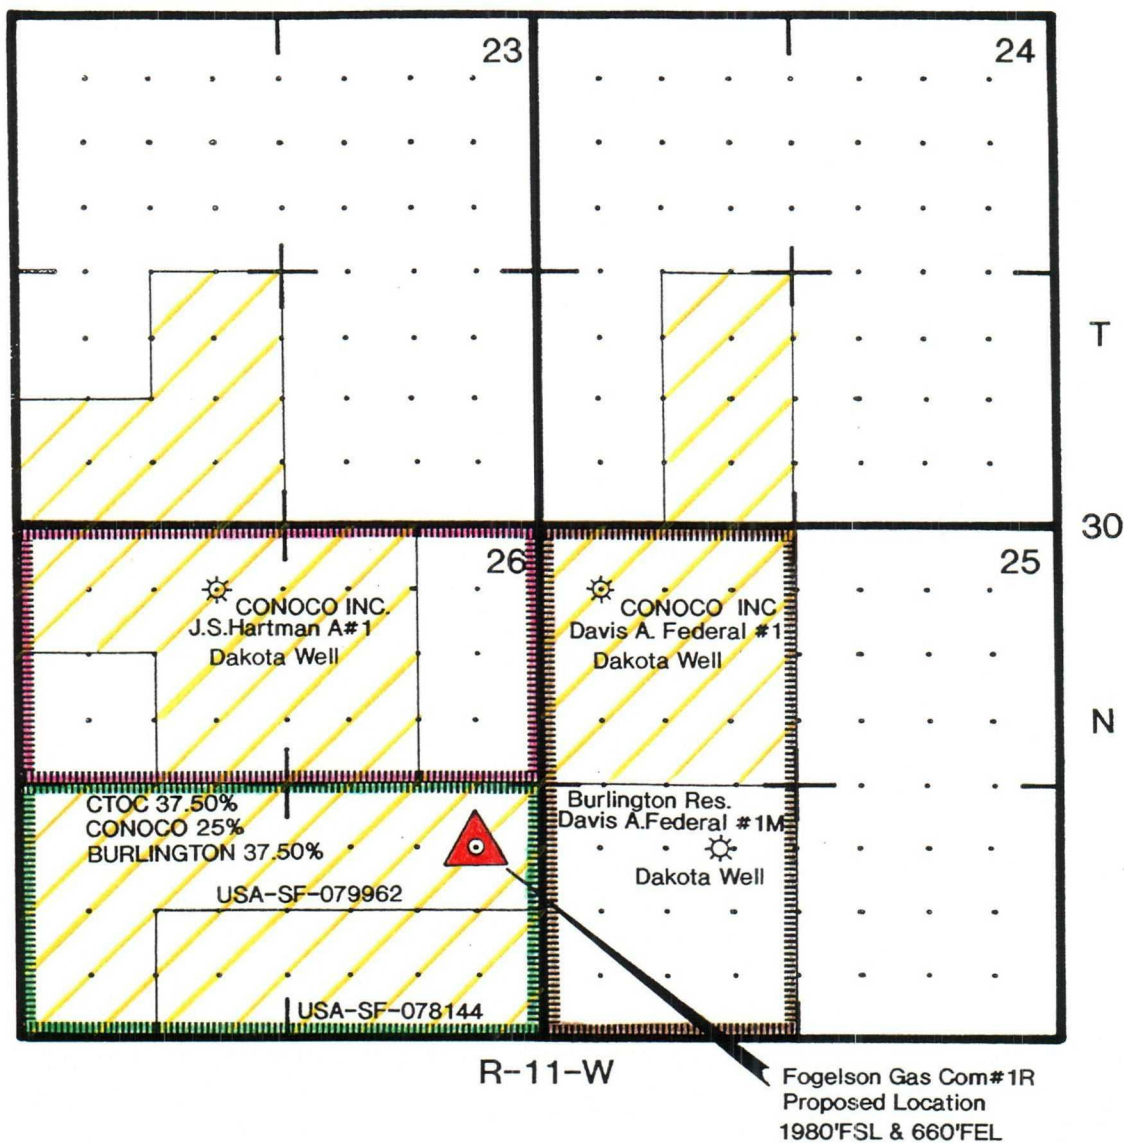 23
24
T
30
N
26
25
CONOCO INC.
J.S.Hartman A#1
Dakota Well
CONOCO INC
Davis A. Federal #1
Dakota Well
CTOC 37.50%
CONOCO 25%
BURLINGTON 37.50%
USA-SF-079962
USA-SF-078144
Burlington Res.
Davis A.Federal #1M
Dakota Well
R-11-W
Fogelson Gas Com#1R
Proposed Location
1980'FSL & 660'FEL